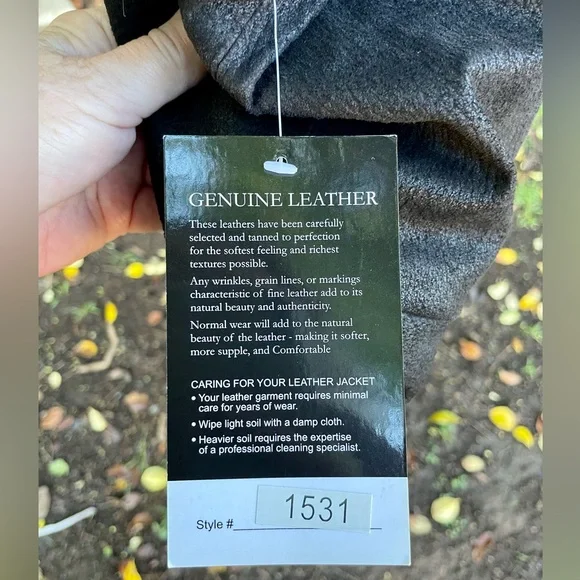 GENUINE LEATHER
These leathers have been carefully
selected and tanned to perfection
for the softest feeling and richest
textures possible.
Any wrinkles, grain lines, or markings
characteristic of fine leather add to its
natural beauty and authenticity.
Normal wear will add to the natural
beauty of the leather - making it softer,
more supple, and Comfortable
CARING FOR YOUR LEATHER JACKET
• Your leather garment requires minimal
care for years of wear.
• Wipe light soil with a damp cloth.
• Heavier soil requires the expertise
of a professional cleaning specialist.
Style # 1531